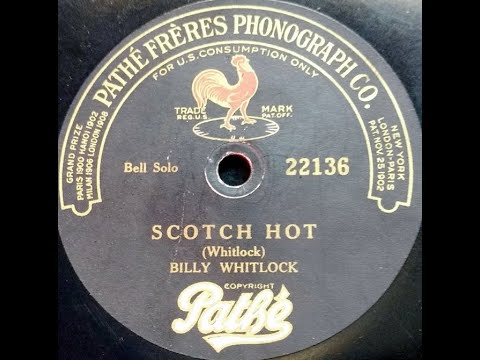 PATHÉ FRÈRES PHONOGRAPH CO.
FOR U.S. CONSUMPTION ONLY
TRADE MARK
REG.U.S. PAT.OFF.
GRAND PRIZE
PARIS 1900 HANOI 1902
MILAN 1906 LONDON 1908
NEW YORK
LONDON-PARIS
PAT. NOV 25 1902
Bell Solo
22136
SCOTCH HOT
(Whitlock)
BILLY WHITLOCK
COPYRIGHT
Pathé